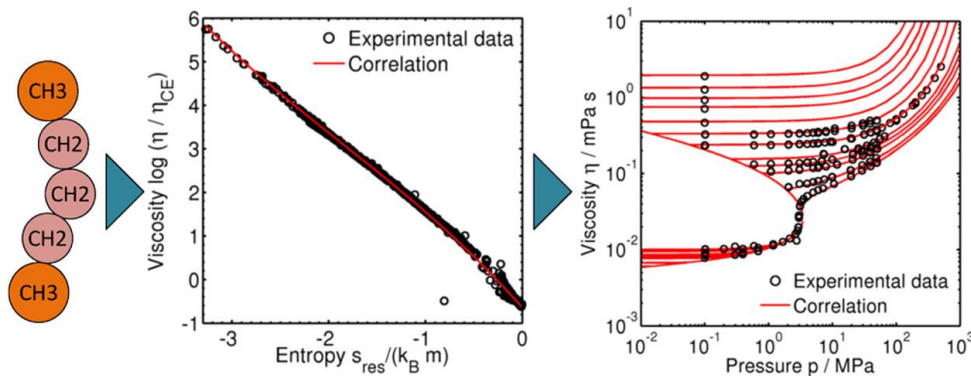 CH3
CH2
CH2
CH2
CH3
Viscosity log (η / η_CE)
6
5
4
3
2
1
0
-1
-3
-2
-1
0
Entropy s_res/(k_B m)
Experimental data
Correlation
Viscosity η / mPa s
10^1
10^0
10^-1
10^-2
10^-3
10^-2
10^-1
10^0
10^1
10^2
10^3
Pressure p / MPa
Experimental data
Correlation